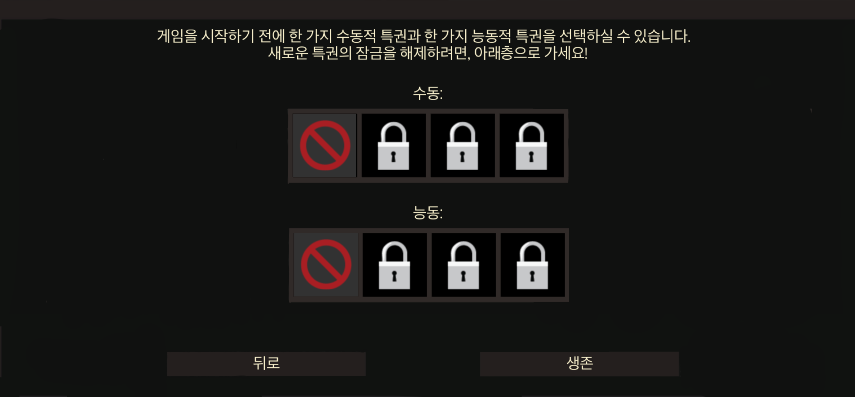 게임을 시작하기 전에 한 가지 수동적 특권과 한 가지 능동적 특권을 선택하실 수 있습니다.
새로운 특권의 잠금을 해제하려면, 아래층으로 가세요!
수동:
능동:
뒤로
생존